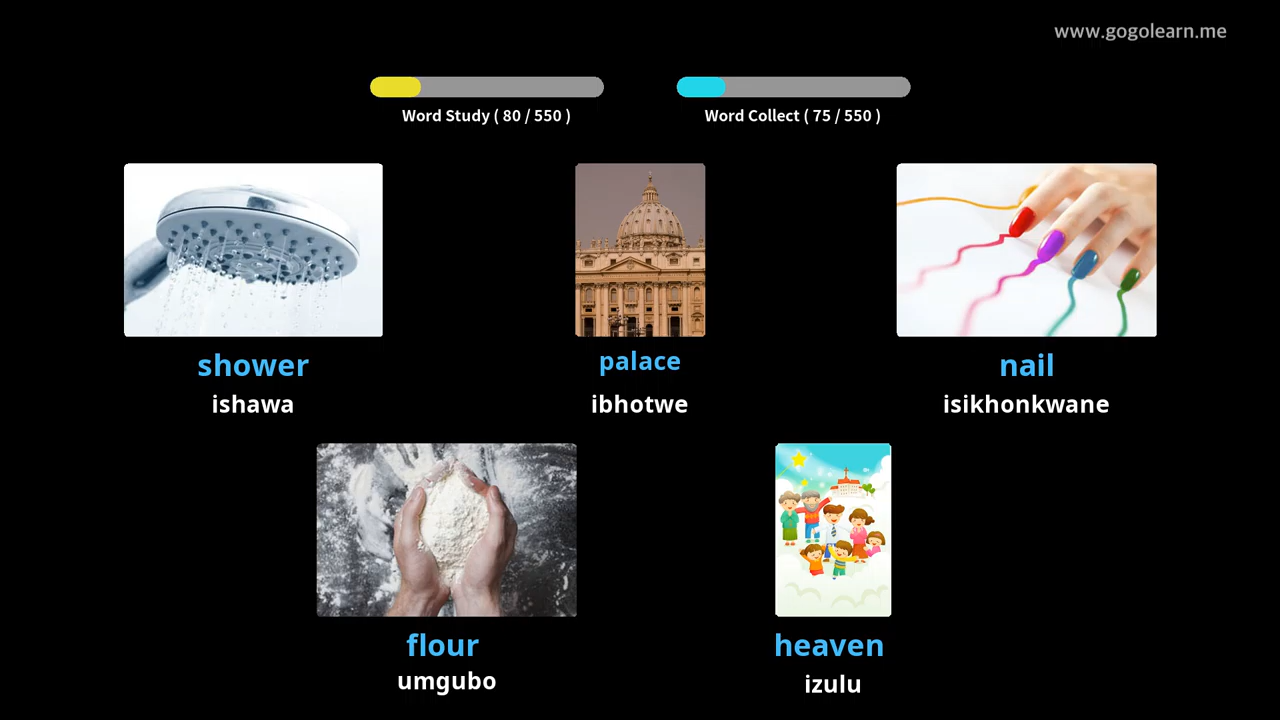 www.gogolearn.me
Word Study ( 80 / 550 )
Word Collect ( 75 / 550 )
shower
ishawa
palace
ibhotwe
nail
isikhonkwane
flour
umgubo
heaven
izulu